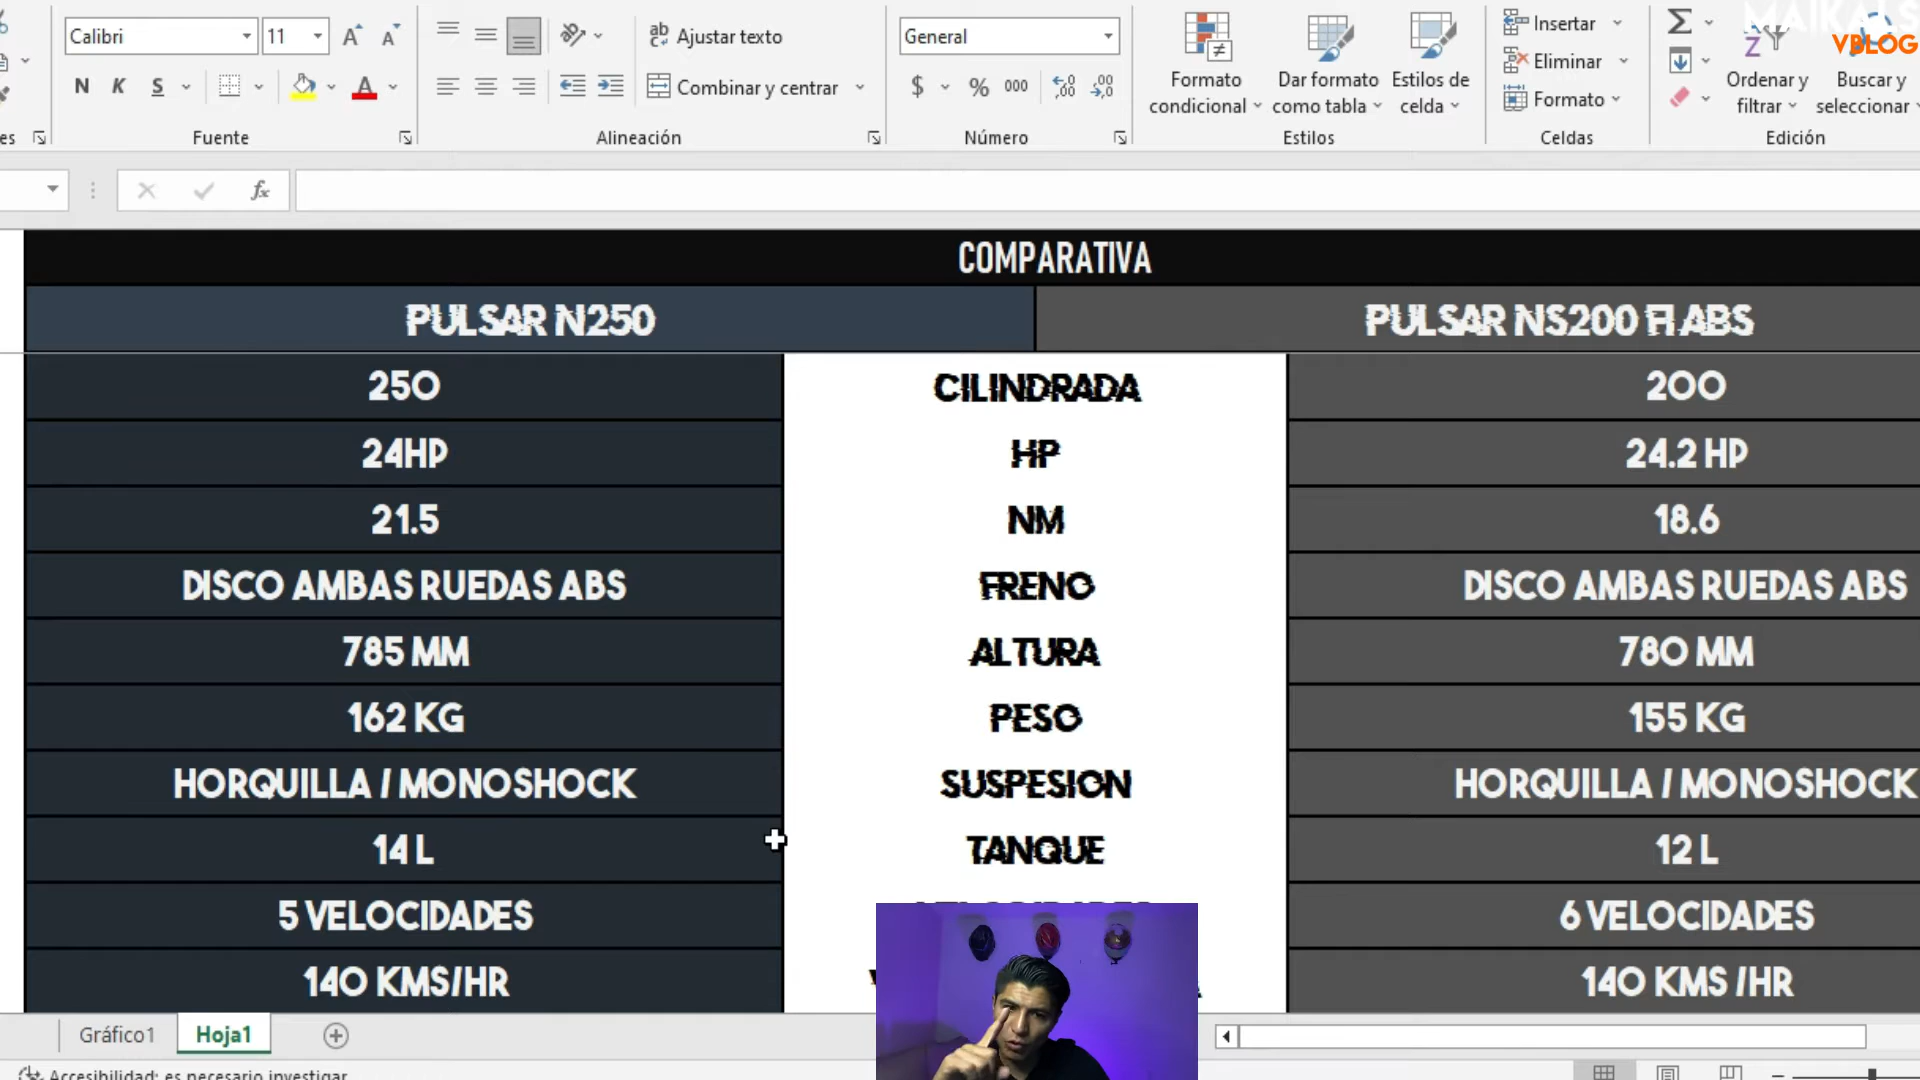 Calibri 11 Ajustar texto General Insertar MAIKALS
VBLOG
Eliminar
N K S A Combinar y centrar $ % 000 Formato condicional Dar formato como tabla Estilos de celda Formato Ordenar y filtrar Buscar y seleccionar
es Fuente Alineación Número Estilos Celdas Edición
fx
COMPARATIVA
PULSAR N250 PULSAR NS200 FI ABS
250 CILINDRADA 200
24HP HP 24.2 HP
21.5 NM 18.6
DISCO AMBAS RUEDAS ABS FRENO DISCO AMBAS RUEDAS ABS
785 MM ALTURA 780 MM
162 KG PESO 155 KG
HORQUILLA / MONOSHOCK SUSPESION HORQUILLA / MONOSHOCK
14 L TANQUE 12 L
5 VELOCIDADES 6 VELOCIDADES
140 KMS/HR 140 KMS /HR
Gráfico1 Hoja1
Accesibilidad: es necesario investigar